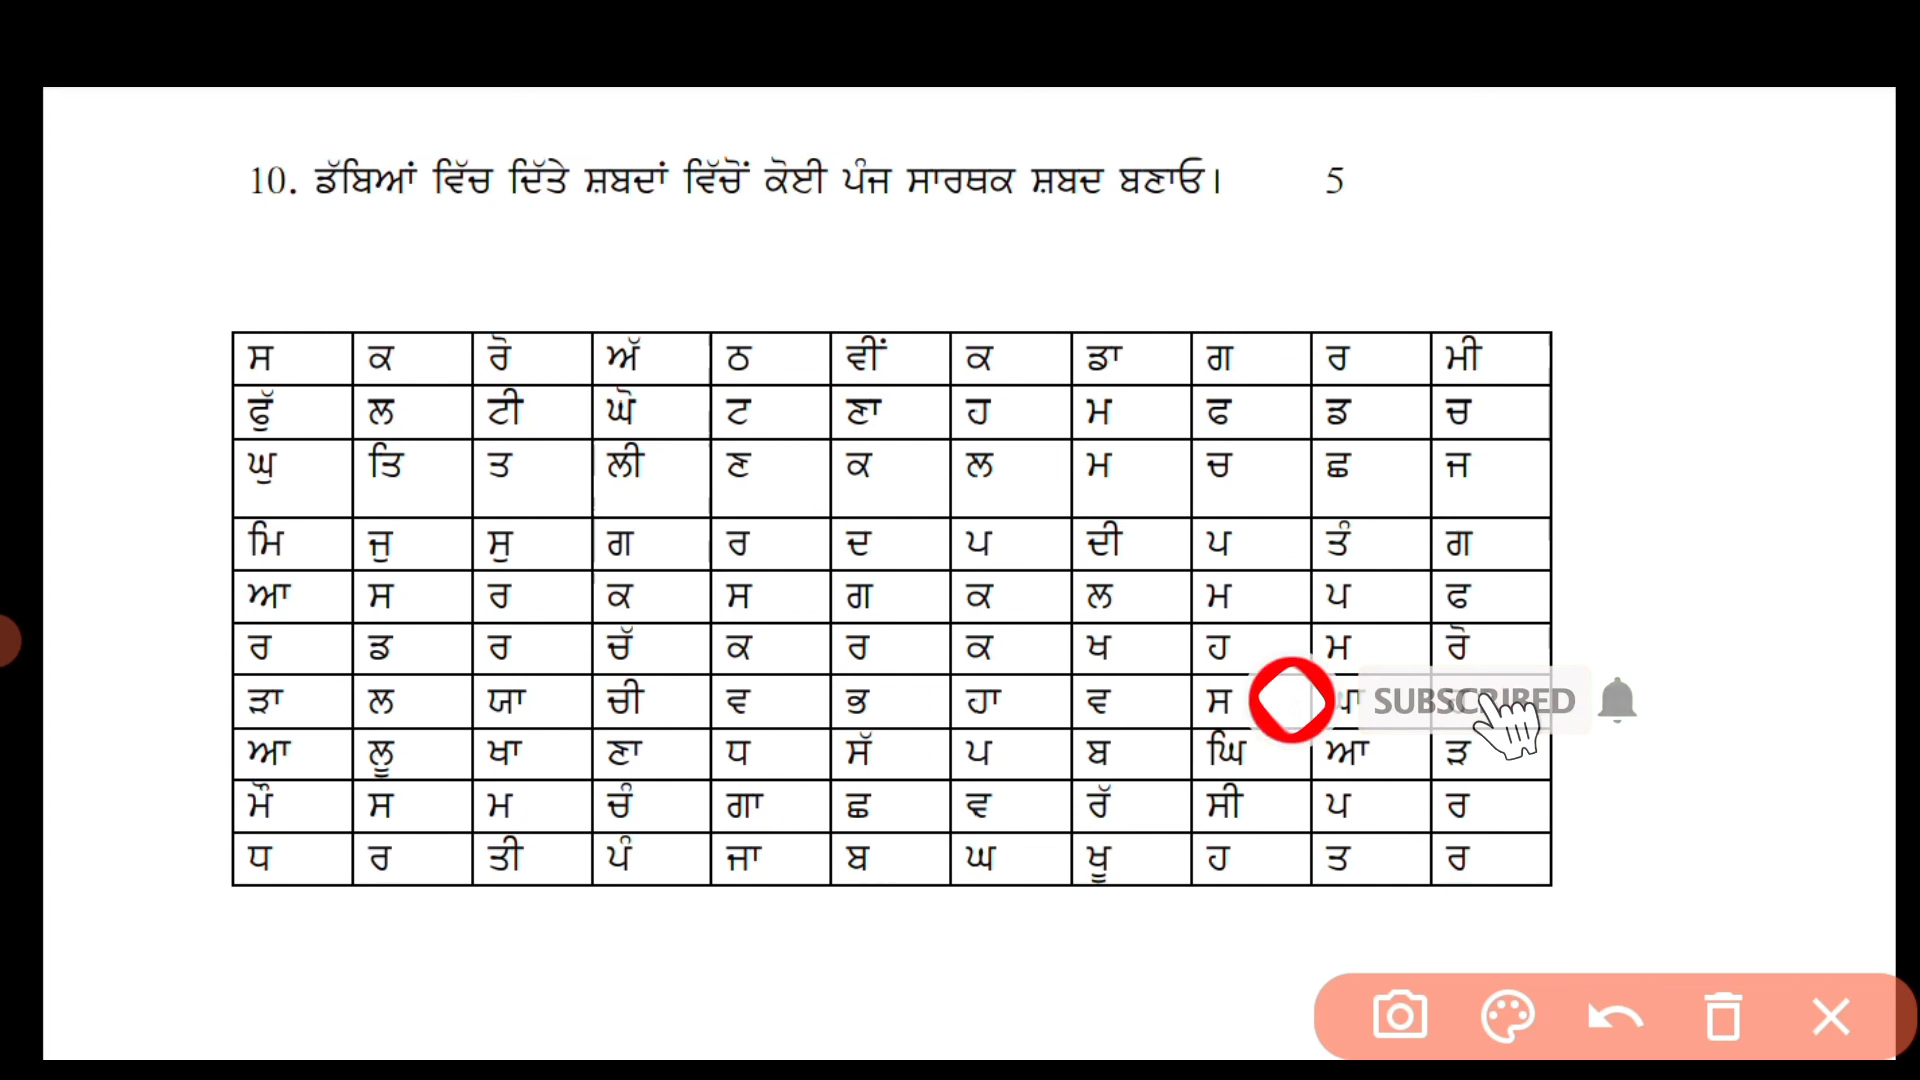 10. ਡੱਬਿਆਂ ਵਿੱਚ ਦਿੱਤੇ ਸ਼ਬਦਾਂ ਵਿੱਚੋਂ ਕੋਈ ਪੰਜ ਸਾਰਥਕ ਸ਼ਬਦ ਬਣਾਓ। 5
ਸ ਕ ਰੋ ਅੱ ਠ ਵੀਂ ਕ ਡਾ ਗ ਰ ਮੀ
ਫੁੱ ਲ ਟੀ ਘੋ ਟ ਣਾ ਹ ਮ ਫ ਡ ਚ
ਘੁ ਤਿ ਤ ਲੀ ਣ ਕ ਲ ਮ ਚ ਛ ਜ
ਮਿ ਜੁ ਸੁ ਗ ਰ ਦ ਪ ਦੀ ਪ ਤੰ ਗ
ਆ ਸ ਰ ਕ ਸ ਗ ਕ ਲ ਮ ਪ ਫ
ਰ ਡ ਰ ਚੱ ਕ ਰ ਕ ਖ ਹ ਮ ਰੋ
ੜਾ ਲ ਯਾ ਚੀ ਵ ਭ ਹਾ ਵ ਸ SUBSCRIBED
ਆ ਲੂ ਖਾ ਣਾ ਧ ਸੱ ਪ ਬ ਘਿ ਆ ੜ
ਮੌ ਸ ਮ ਚੰ ਗਾ ਛ ਵ ਰੱ ਸੀ ਪ ਰ
ਧ ਰ ਤੀ ਪੰ ਜਾ ਬ ਘ ਖੂ ਹ ਤ ਰ